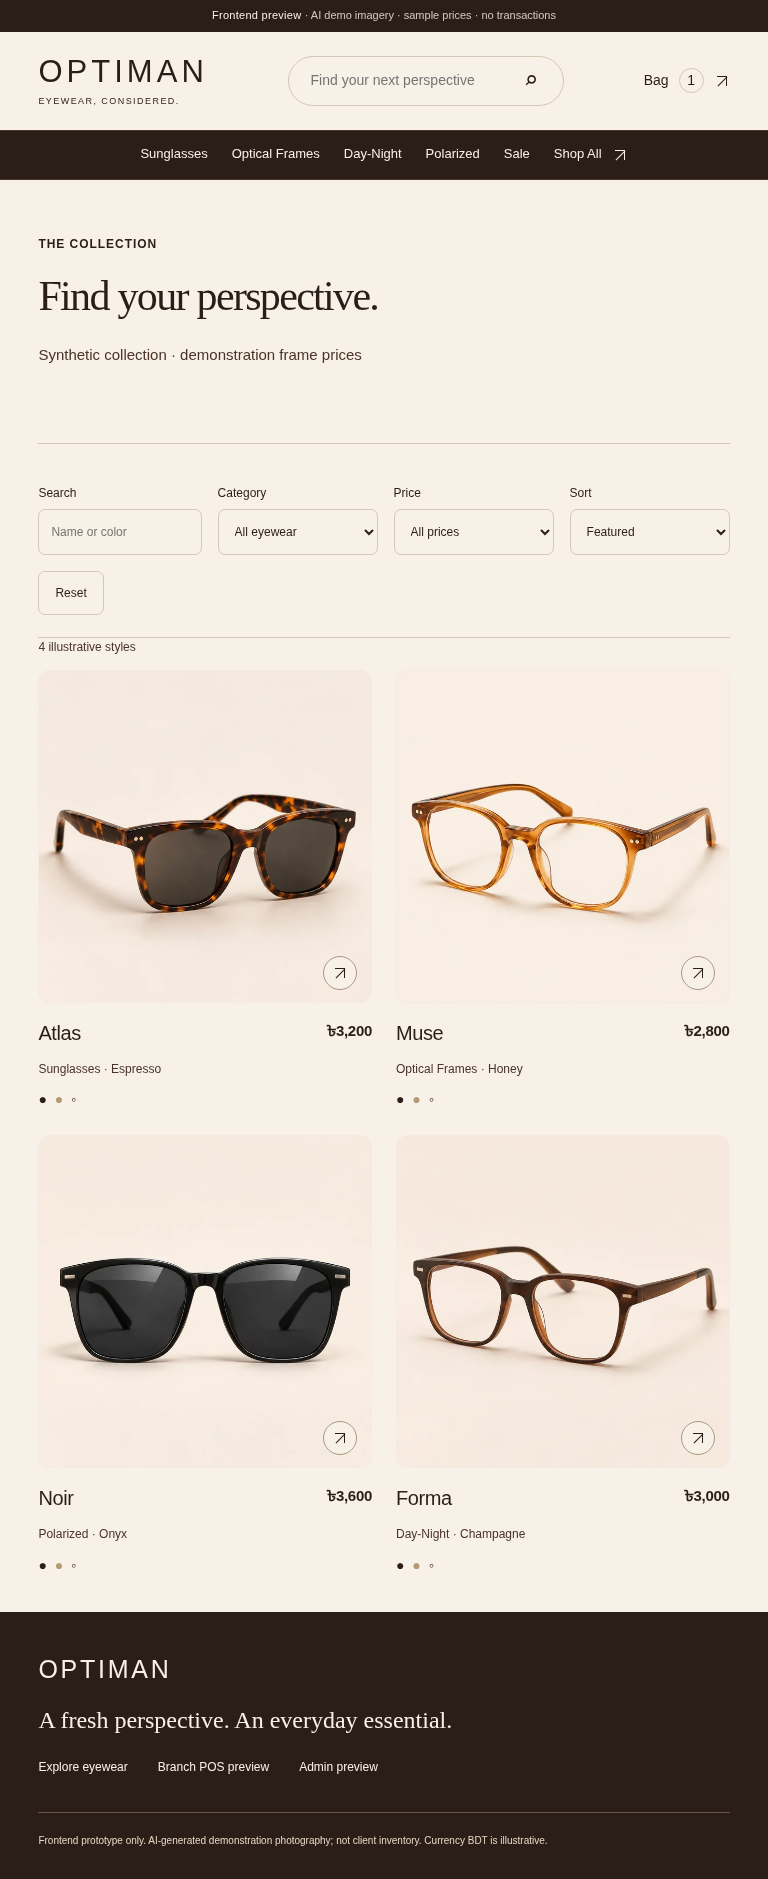 Frontend preview · AI demo imagery · sample prices · no transactions
OPTIMAN
EYEWEAR, CONSIDERED.
Find your next perspective
Bag 1
Sunglasses Optical Frames Day-Night Polarized Sale Shop All
THE COLLECTION
Find your perspective.
Synthetic collection · demonstration frame prices
Search Category Price Sort
Name or color All eyewear All prices Featured
Reset
4 illustrative styles
Atlas ৳3,200 Muse ৳2,800
Sunglasses · Espresso Optical Frames · Honey
Noir ৳3,600 Forma ৳3,000
Polarized · Onyx Day-Night · Champagne
OPTIMAN
A fresh perspective. An everyday essential.
Explore eyewear Branch POS preview Admin preview
Frontend prototype only. AI-generated demonstration photography; not client inventory. Currency BDT is illustrative.